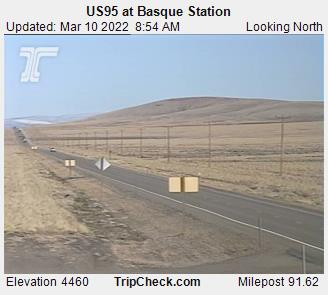 US95 at Basque Station
Updated: Mar 10 2022 8:54 AM Looking North
Elevation 4460 TripCheck.com Milepost 91.62